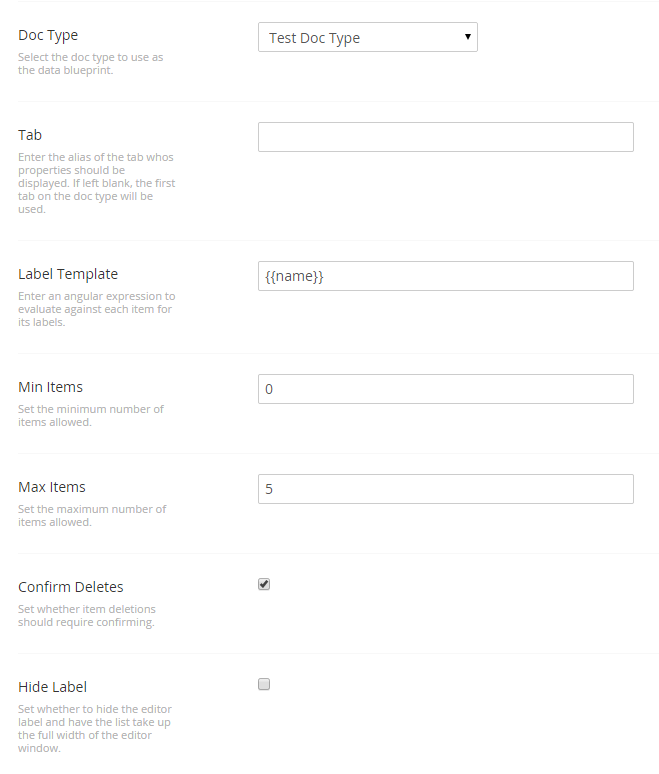 Doc Type
Test Doc Type
Select the doc type to use as
the data blueprint.
Tab
Enter the alias of the tab whos
properties should be
displayed. If left blank, the first
tab on the doc type will be
used.
Label Template
{{name}}
Enter an angular expression to
evaluate against each item for
its labels.
Min Items
0
Set the minimum number of
items allowed.
Max Items
5
Set the maximum number of
items allowed.
Confirm Deletes
Set whether item deletions
should require confirming.
Hide Label
Set whether to hide the editor
label and have the list take up
the full width of the editor
window.